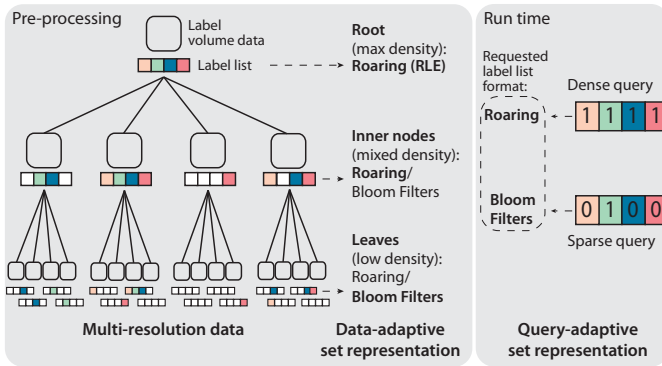 Pre-processing
Label
volume data
Label list
Root
(max density):
Roaring (RLE)
Inner nodes
(mixed density):
Roaring/
Bloom Filters
Leaves
(low density):
Roaring/
Bloom Filters
Multi-resolution data
Data-adaptive
set representation
Run time
Requested
label list
format:
Dense query
Roaring
1 1 1 1
Bloom
Filters
0 1 0 0
Sparse query
Query-adaptive
set representation